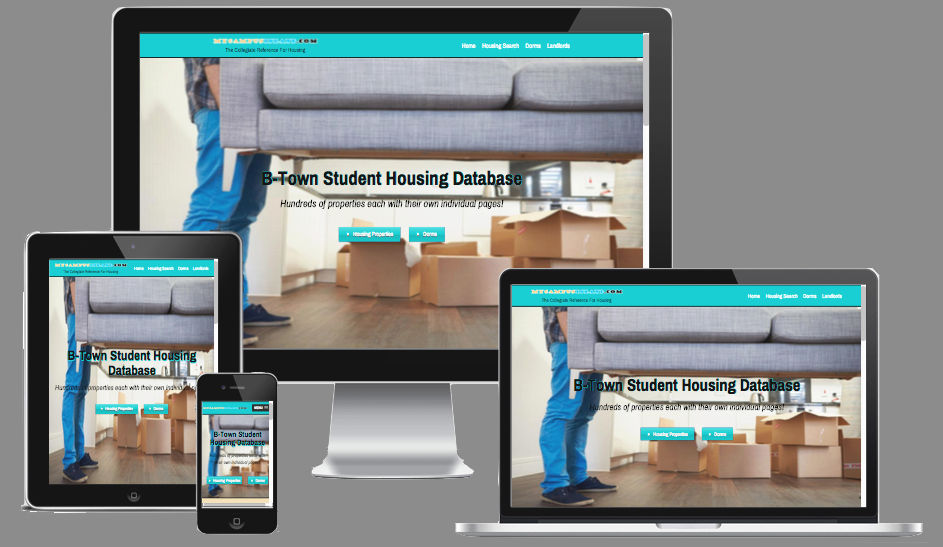 The Collegiate Reference For Housing
Home Housing Search Dorms Landlords
B-Town Student Housing Database
Hundreds of properties each with their own individual pages!
Housing Properties Dorms
The Collegiate Reference For Housing
Home Housing Search Dorms Landlords
B-Town Student Housing
Database
Hundreds of properties each with their own individual
Housing Properties Dorms
MENU
B-Town Student
Housing Database
Hundreds of properties each with
their own individual pages!
Housing Properties Dorms
The Collegiate Reference For Housing
Home Housing Search Dorms Landlords
B-Town Student Housing Database
Hundreds of properties each with their own individual pages!
Housing Properties Dorms